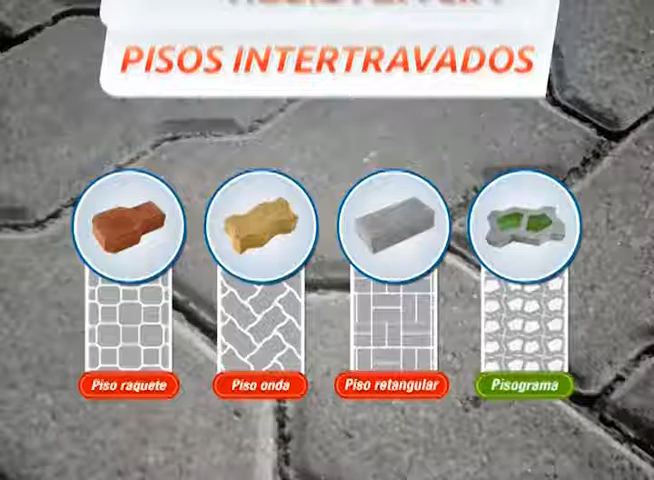 PISOS INTERTRAVADOS
Piso raquete
Piso onda
Piso retangular
Pisograma